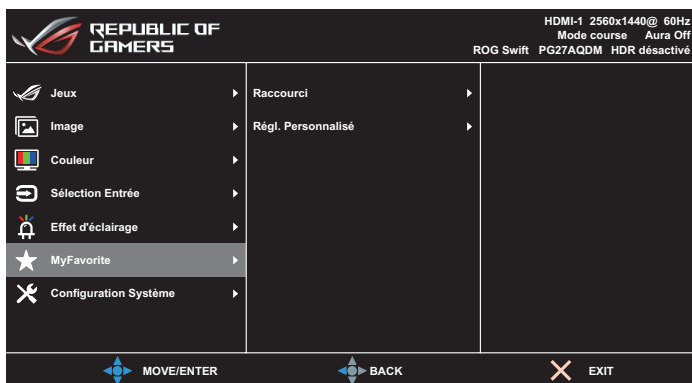 REPUBLIC OF
GAMERS
HDMI-1 2560x1440@ 60Hz
Mode course Aura Off
ROG Swift PG27AQDM HDR désactivé
Jeux
Raccourci
Image
Régl. Personnalisé
Couleur
Sélection Entrée
Effet d'éclairage
MyFavorite
Configuration Système
MOVE/ENTER
BACK
EXIT